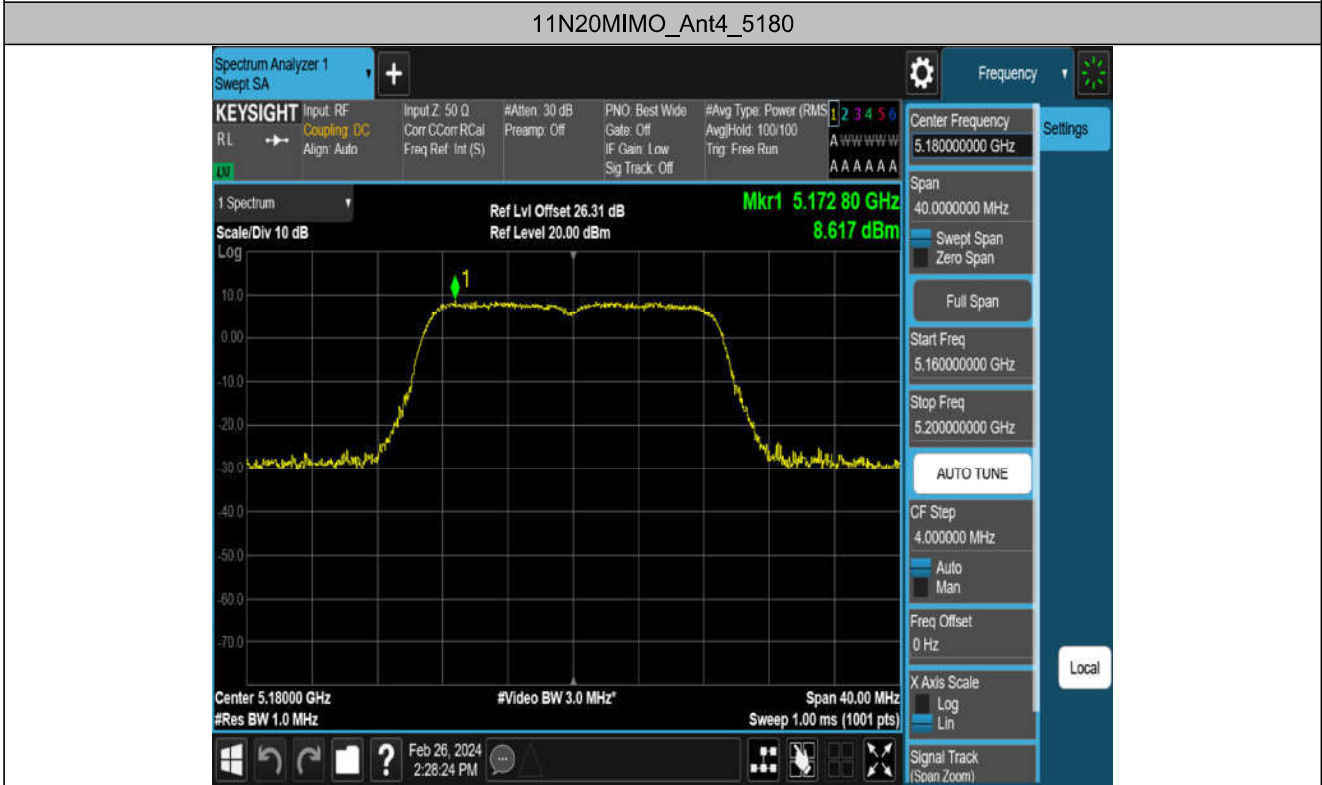 11N20MIMO_Ant4_5180
Spectrum Analyzer 1
Swept SA
+
Frequency
KEYSIGHT
RL
LXI
Input: RF
Coupling: DC
Align: Auto
Input Z: 50 Ω
Corr CCorr RCal
Freq Ref: Int (S)
#Atten: 30 dB
Preamp: Off
PNO: Best Wide
Gate: Off
IF Gain: Low
Sig Track: Off
#Avg Type: Power (RMS
Avg|Hold: 100/100
Trig: Free Run
1 2 3 4 5 6
A W W W W W
A A A A A A
1 Spectrum
Scale/Div 10 dB
Log
Ref Lvl Offset 26.31 dB
Ref Level 20.00 dBm
Mkr1 5.172 80 GHz
8.617 dBm
1
10.0
0.00
-10.0
-20.0
-30.0
-40.0
-50.0
-60.0
-70.0
Center 5.18000 GHz
#Res BW 1.0 MHz
#Video BW 3.0 MHz*
Span 40.00 MHz
Sweep 1.00 ms (1001 pts)
Feb 26, 2024
2:28:24 PM
?
Center Frequency
5.180000000 GHz
Settings
Span
40.0000000 MHz
Swept Span
Zero Span
Full Span
Start Freq
5.160000000 GHz
Stop Freq
5.200000000 GHz
AUTO TUNE
CF Step
4.000000 MHz
Auto
Man
Freq Offset
0 Hz
Local
X Axis Scale
Log
Lin
Signal Track
(Span Zoom)